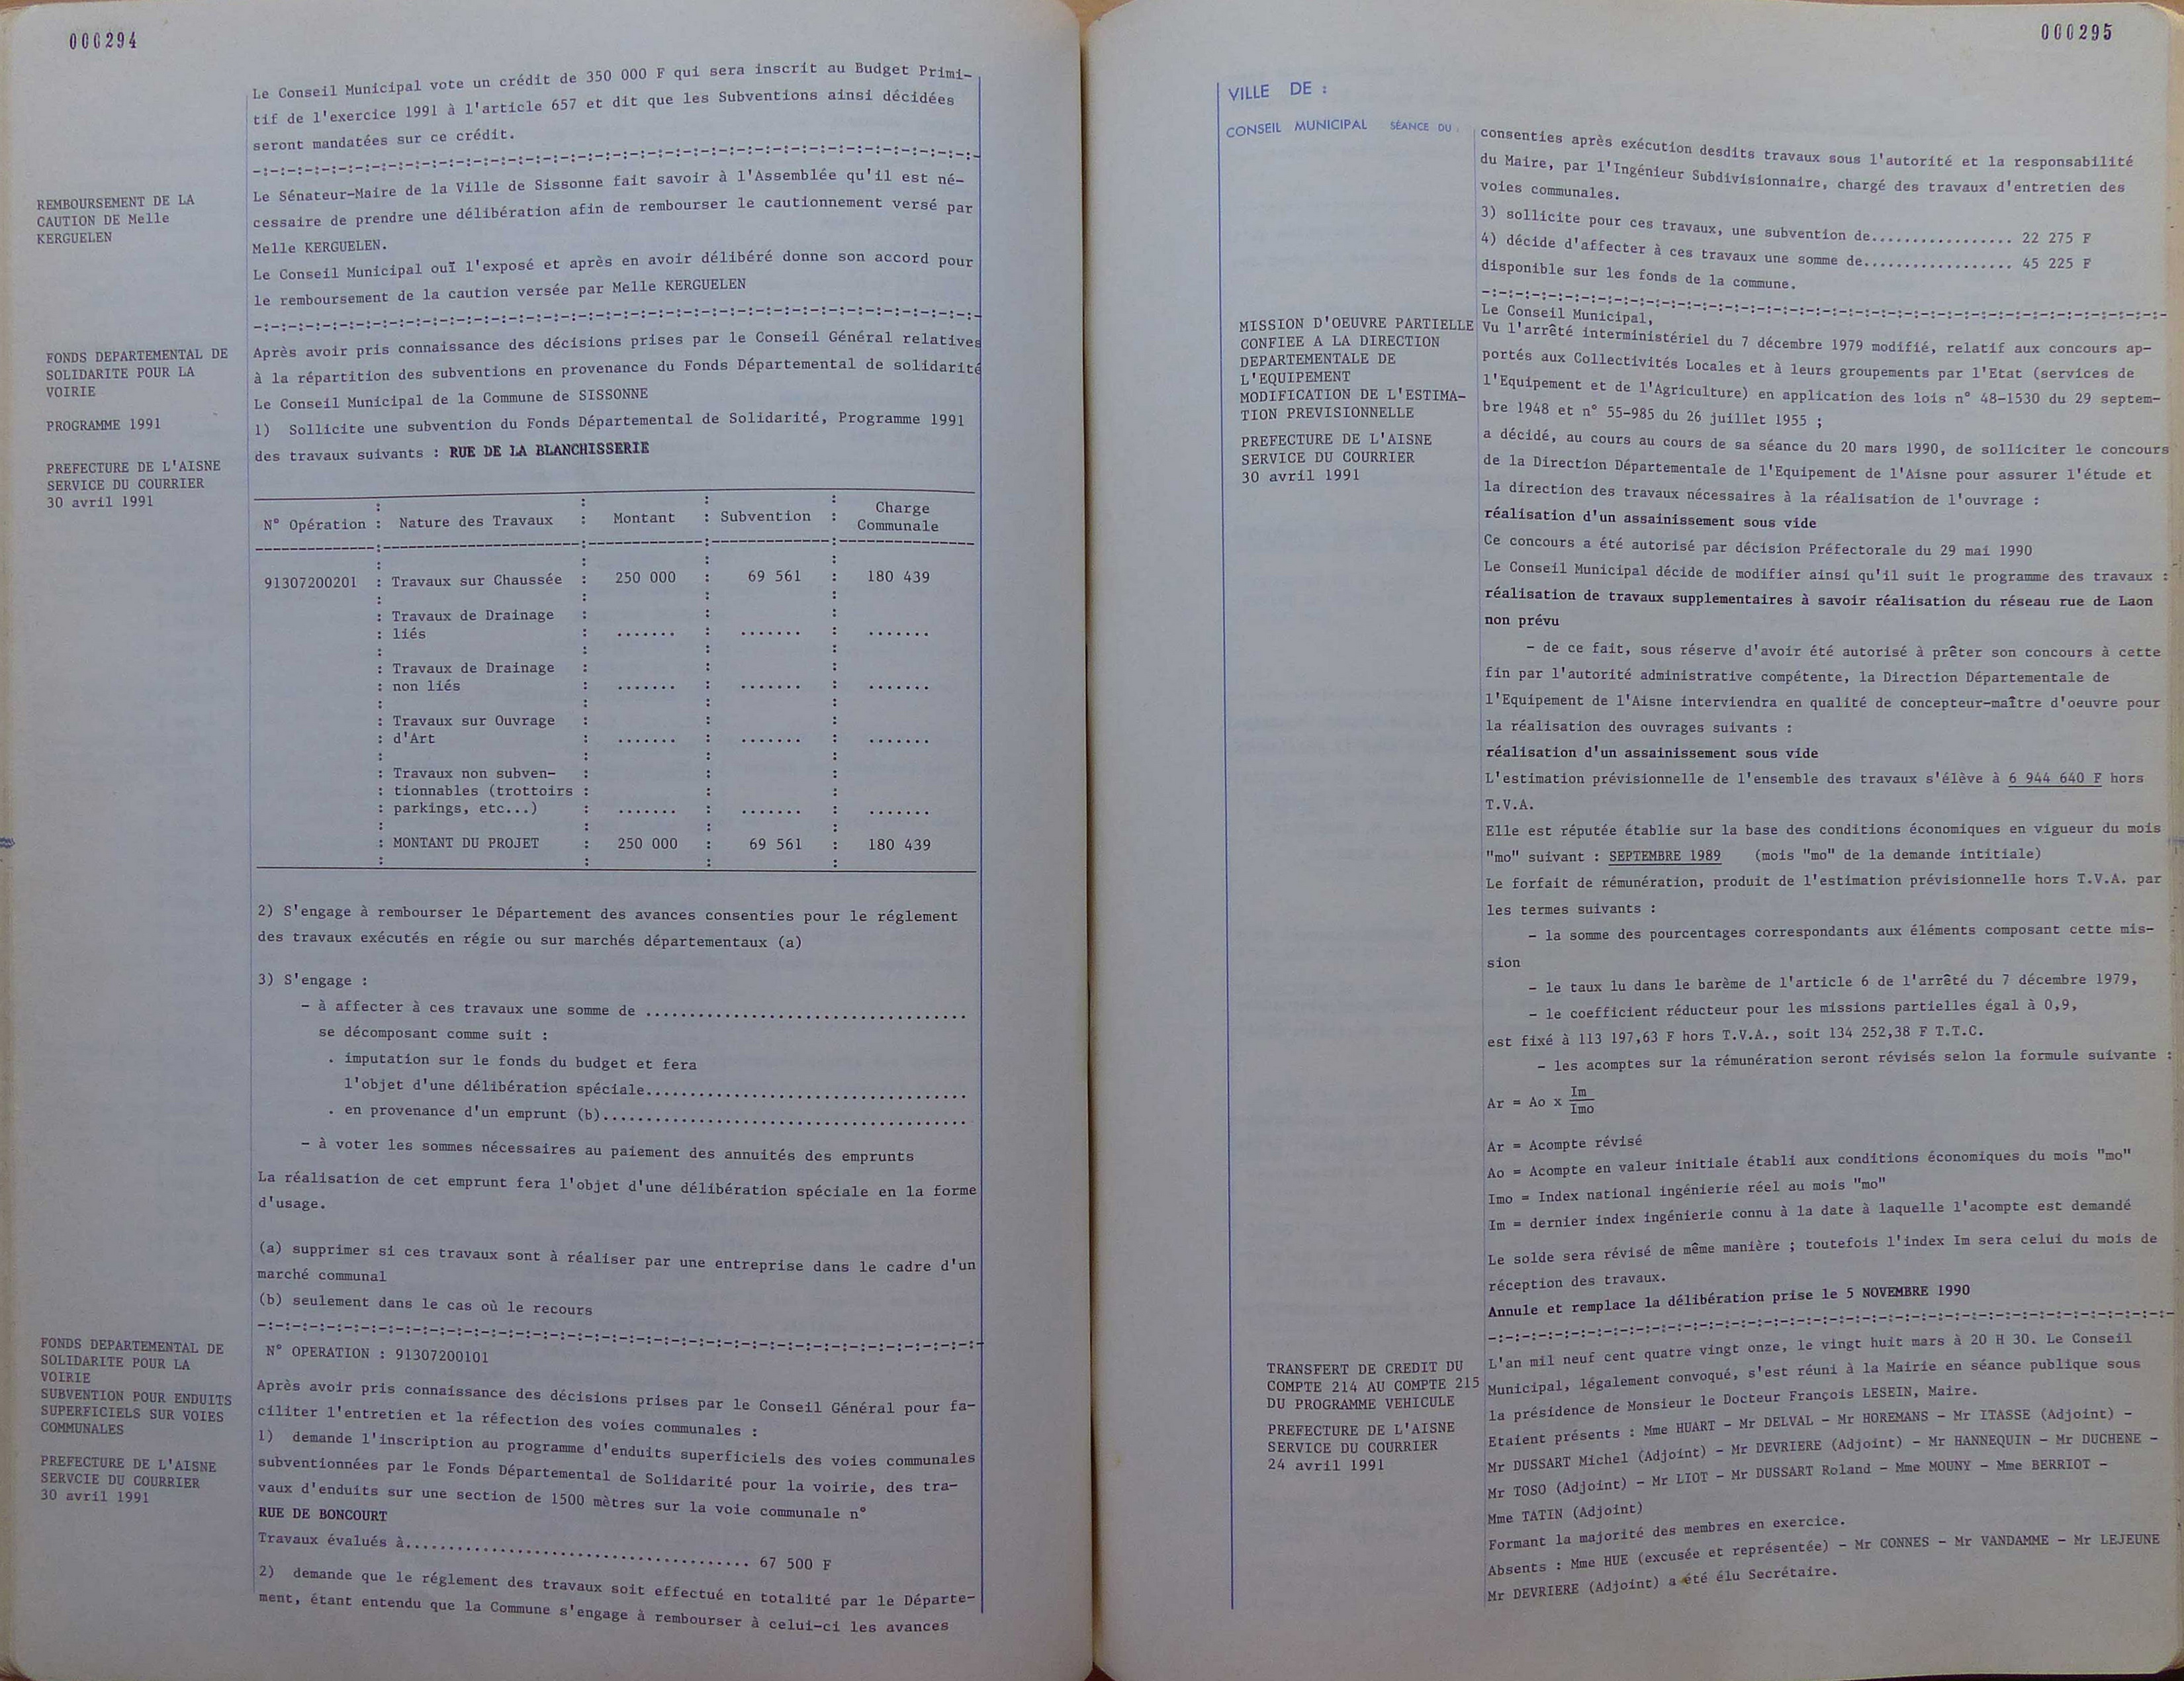 000294
Le Conseil Municipal vote un crédit de 350 000 F qui sera inscrit au Budget Primi-
tif de l'exercice 1991 à l'article 657 et dit que les Subventions ainsi décidées
seront mandatées sur ce crédit.
-:-:-:-:-:-:-:-:-:-:-:-:-:-:-:-:-:-:-:-:-:-:-:-:-:-:-:-:-:-:-:-:-:-:-:-:-:-:-:-:-
REMBOURSEMENT DE LA
CAUTION DE Melle
KERGUELEN
Le Sénateur-Maire de la Ville de Sissonne fait savoir à l'Assemblée qu'il est né-
cessaire de prendre une délibération afin de rembourser le cautionnement versé par
Melle KERGUELEN.
Le Conseil Municipal ouï l'exposé et après en avoir délibéré donne son accord pour
le remboursement de la caution versée par Melle KERGUELEN
-:-:-:-:-:-:-:-:-:-:-:-:-:-:-:-:-:-:-:-:-:-:-:-:-:-:-:-:-:-:-:-:-:-:-:-:-:-:-:-:-
FONDS DEPARTEMENTAL DE
SOLIDARITE POUR LA
VOIRIE
PROGRAMME 1991
PREFECTURE DE L'AISNE
SERVICE DU COURRIER
30 avril 1991
Après avoir pris connaissance des décisions prises par le Conseil Général relatives
à la répartition des subventions en provenance du Fonds Départemental de solidarité
Le Conseil Municipal de la Commune de SISSONNE
1) Sollicite une subvention du Fonds Départemental de Solidarité, Programme 1991
des travaux suivants : RUE DE LA BLANCHISSERIE
N° Opération : Nature des Travaux : Montant : Subvention : Charge
Communale
91307200201 : Travaux sur Chaussée : 250 000 : 69 561 : 180 439
: Travaux de Drainage :
: liés : ....... : ....... : .......
: Travaux de Drainage :
: non liés : ....... : ....... : .......
: Travaux sur Ouvrage :
: d'Art : ....... : ....... : .......
: Travaux non subven- :
: tionnables (trottoirs :
: parkings, etc...) : ....... : ....... : .......
: MONTANT DU PROJET : 250 000 : 69 561 : 180 439
2) S'engage à rembourser le Département des avances consenties pour le réglement
des travaux exécutés en régie ou sur marchés départementaux (a)
3) S'engage :
- à affecter à ces travaux une somme de .....................................
se décomposant comme suit :
. imputation sur le fonds du budget et fera
l'objet d'une délibération spéciale.....................................
. en provenance d'un emprunt (b)..........................................
- à voter les sommes nécessaires au paiement des annuités des emprunts
La réalisation de cet emprunt fera l'objet d'une délibération spéciale en la forme
d'usage.
(a) supprimer si ces travaux sont à réaliser par une entreprise dans le cadre d'un
marché communal
(b) seulement dans le cas où le recours
-:-:-:-:-:-:-:-:-:-:-:-:-:-:-:-:-:-:-:-:-:-:-:-:-:-:-:-:-:-:-:-:-:-:-:-:-:-:-:-:-
FONDS DEPARTEMENTAL DE
SOLIDARITE POUR LA
VOIRIE
SUBVENTION POUR ENDUITS
SUPERFICIELS SUR VOIES
COMMUNALES
PREFECTURE DE L'AISNE
SERVCIE DU COURRIER
30 avril 1991
N° OPERATION : 91307200101
Après avoir pris connaissance des décisions prises par le Conseil Général pour fa-
ciliter l'entretien et la réfection des voies communales :
1) demande l'inscription au programme d'enduits superficiels des voies communales
subventionnées par le Fonds Départemental de Solidarité pour la voirie, des tra-
vaux d'enduits sur une section de 1500 mètres sur la voie communale n°
RUE DE BONCOURT
Travaux évalués à........................................ 67 500 F
2) demande que le réglement des travaux soit effectué en totalité par le Départe-
ment, étant entendu que la Commune s'engage à rembourser à celui-ci les avances
000295
VILLE DE :
CONSEIL MUNICIPAL SÉANCE DU :
consenties après exécution desdits travaux sous l'autorité et la responsabilité
du Maire, par l'Ingénieur Subdivisionnaire, chargé des travaux d'entretien des
voies communales.
3) sollicite pour ces travaux, une subvention de................. 22 275 F
4) décide d'affecter à ces travaux une somme de.................. 45 225 F
disponible sur les fonds de la commune.
-:-:-:-:-:-:-:-:-:-:-:-:-:-:-:-:-:-:-:-:-:-:-:-:-:-:-:-:-:-:-:-:-:-:-:-:-:-:-:-
MISSION D'OEUVRE PARTIELLE
CONFIEE A LA DIRECTION
DEPARTEMENTALE DE
L'EQUIPEMENT
MODIFICATION DE L'ESTIMA-
TION PREVISIONNELLE
PREFECTURE DE L'AISNE
SERVICE DU COURRIER
30 avril 1991
Le Conseil Municipal,
Vu l'arrêté interministériel du 7 décembre 1979 modifié, relatif aux concours ap-
portés aux Collectivités Locales et à leurs groupements par l'Etat (services de
l'Equipement et de l'Agriculture) en application des lois n° 48-1530 du 29 septem-
bre 1948 et n° 55-985 du 26 juillet 1955 ;
a décidé, au cours au cours de sa séance du 20 mars 1990, de solliciter le concours
de la Direction Départementale de l'Equipement de l'Aisne pour assurer l'étude et
la direction des travaux nécessaires à la réalisation de l'ouvrage :
réalisation d'un assainissement sous vide
Ce concours a été autorisé par décision Préfectorale du 29 mai 1990
Le Conseil Municipal décide de modifier ainsi qu'il suit le programme des travaux :
réalisation de travaux supplementaires à savoir réalisation du réseau rue de Laon
non prévu
- de ce fait, sous réserve d'avoir été autorisé à prêter son concours à cette
fin par l'autorité administrative compétente, la Direction Départementale de
l'Equipement de l'Aisne interviendra en qualité de concepteur-maître d'oeuvre pour
la réalisation des ouvrages suivants :
réalisation d'un assainissement sous vide
L'estimation prévisionnelle de l'ensemble des travaux s'élève à 6 944 640 F hors
T.V.A.
Elle est réputée établie sur la base des conditions économiques en vigueur du mois
"mo" suivant : SEPTEMBRE 1989 (mois "mo" de la demande intitiale)
Le forfait de rémunération, produit de l'estimation prévisionnelle hors T.V.A. par
les termes suivants :
- la somme des pourcentages correspondants aux éléments composant cette mis-
sion
- le taux lu dans le barème de l'article 6 de l'arrêté du 7 décembre 1979,
- le coefficient réducteur pour les missions partielles égal à 0,9,
est fixé à 113 197,63 F hors T.V.A., soit 134 252,38 F T.T.C.
- les acomptes sur la rémunération seront révisés selon la formule suivante :
Ar = Ao x Im
Imo
Ar = Acompte révisé
Ao = Acompte en valeur initiale établi aux conditions économiques du mois "mo"
Imo = Index national ingénierie réel au mois "mo"
Im = dernier index ingénierie connu à la date à laquelle l'acompte est demandé
Le solde sera révisé de même manière ; toutefois l'index Im sera celui du mois de
réception des travaux.
Annule et remplace la délibération prise le 5 NOVEMBRE 1990
-:-:-:-:-:-:-:-:-:-:-:-:-:-:-:-:-:-:-:-:-:-:-:-:-:-:-:-:-:-:-:-:-:-:-:-:-:-:-:-
TRANSFERT DE CREDIT DU
COMPTE 214 AU COMPTE 215
DU PROGRAMME VEHICULE
PREFECTURE DE L'AISNE
SERVICE DU COURRIER
24 avril 1991
L'an mil neuf cent quatre vingt onze, le vingt huit mars à 20 H 30. Le Conseil
Municipal, légalement convoqué, s'est réuni à la Mairie en séance publique sous
la présidence de Monsieur le Docteur François LESEIN, Maire.
Etaient présents : Mme HUART - Mr DELVAL - Mr HOREMANS - Mr ITASSE (Adjoint) -
Mr DUSSART Michel (Adjoint) - Mr DEVRIERE (Adjoint) - Mr HANNEQUIN - Mr DUCHENE -
Mr TOSO (Adjoint) - Mr LIOT - Mr DUSSART Roland - Mme MOUNY - Mme BERRIOT -
Mme TATIN (Adjoint)
Formant la majorité des membres en exercice.
Absents : Mme HUE (excusée et représentée) - Mr CONNES - Mr VANDAMME - Mr LEJEUNE
Mr DEVRIERE (Adjoint) a été élu Secrétaire.